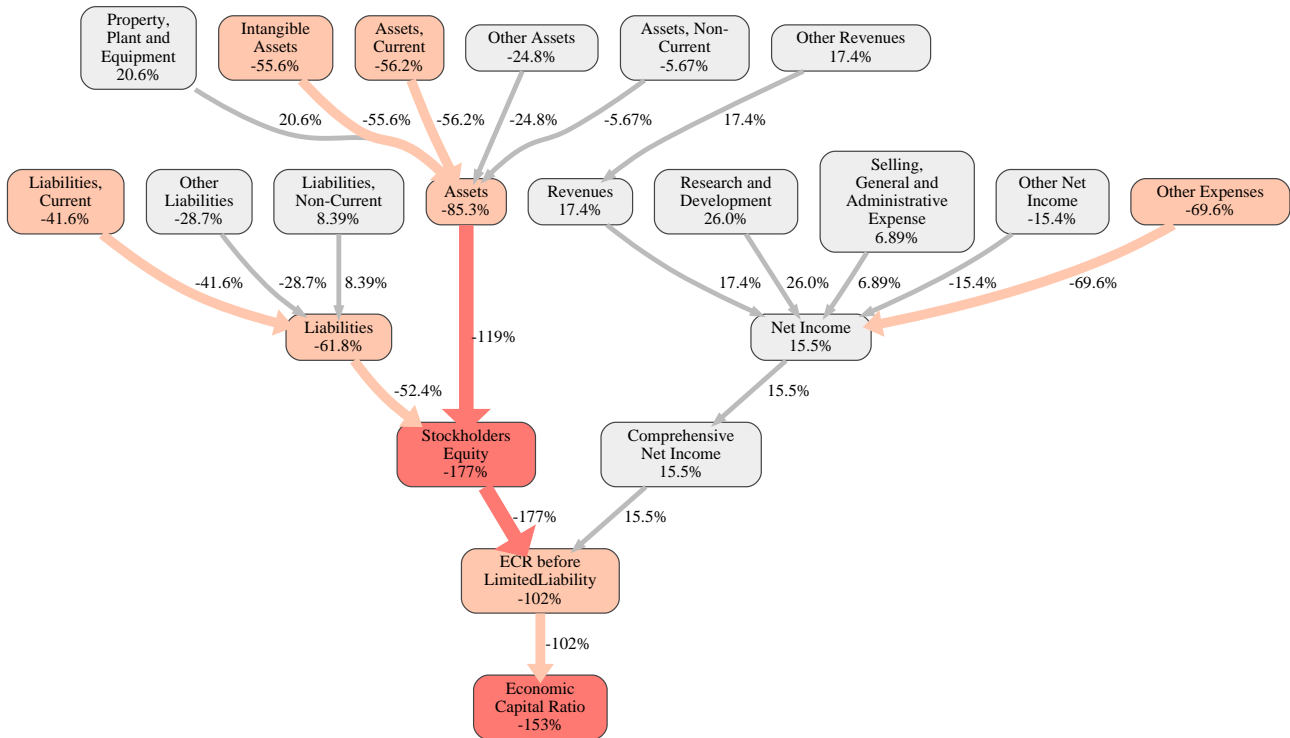 Property,
Plant and
Equipment
20.6%
Intangible
Assets
-55.6%
Assets,
Current
-56.2%
Other Assets
-24.8%
Assets, Non-
Current
-5.67%
Other Revenues
17.4%
20.6%
-55.6%
-56.2%
-24.8%
-5.67%
17.4%
Liabilities,
Current
-41.6%
Other
Liabilities
-28.7%
Liabilities,
Non-Current
8.39%
Assets
-85.3%
Revenues
17.4%
Research and
Development
26.0%
Selling,
General and
Administrative
Expense
6.89%
Other Net
Income
-15.4%
Other Expenses
-69.6%
-41.6%
-28.7%
8.39%
17.4%
26.0%
6.89%
-15.4%
-69.6%
Liabilities
-61.8%
-119%
Net Income
15.5%
-52.4%
15.5%
Stockholders
Equity
-177%
Comprehensive
Net Income
15.5%
-177%
15.5%
ECR before
LimitedLiability
-102%
-102%
Economic
Capital Ratio
-153%